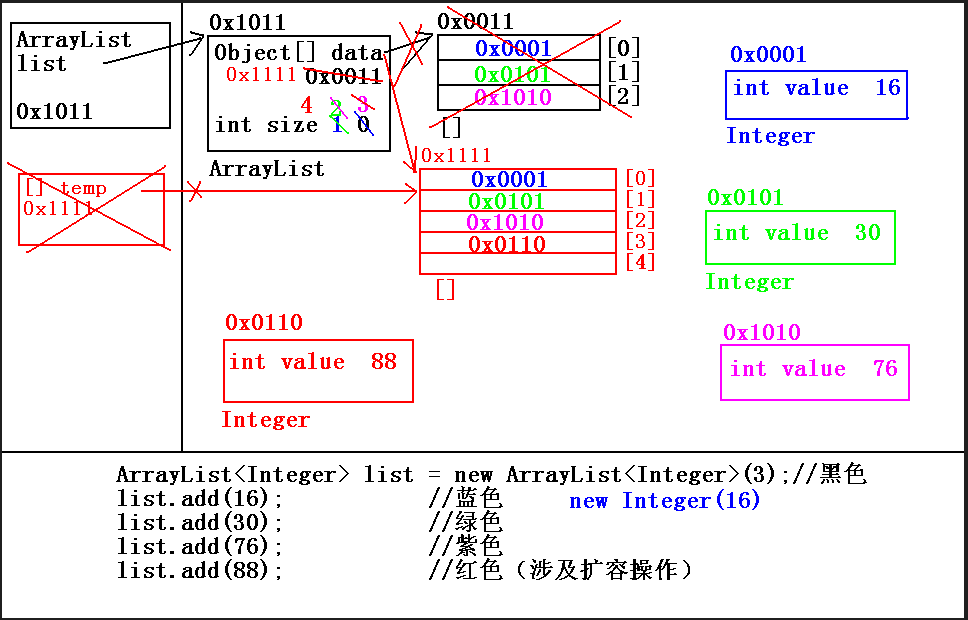 ArrayList
list
0x1011
[] temp
0x1111
0x1011
Object[] data
0x1111 0x0011
4 2 3
int size 1 0
ArrayList
0x0011
0x0001 [0]
0x0101 [1]
0x1010 [2]
[]
0x1111
0x0001 [0]
0x0101 [1]
0x1010 [2]
0x0110 [3]
[4]
[]
0x0001
int value 16
Integer
0x0101
int value 30
Integer
0x1010
int value 76
0x0110
int value 88
Integer
ArrayList<Integer> list = new ArrayList<Integer>(3);//黑色
list.add(16); //蓝色 new Integer(16)
list.add(30); //绿色
list.add(76); //紫色
list.add(88); //红色（涉及扩容操作）